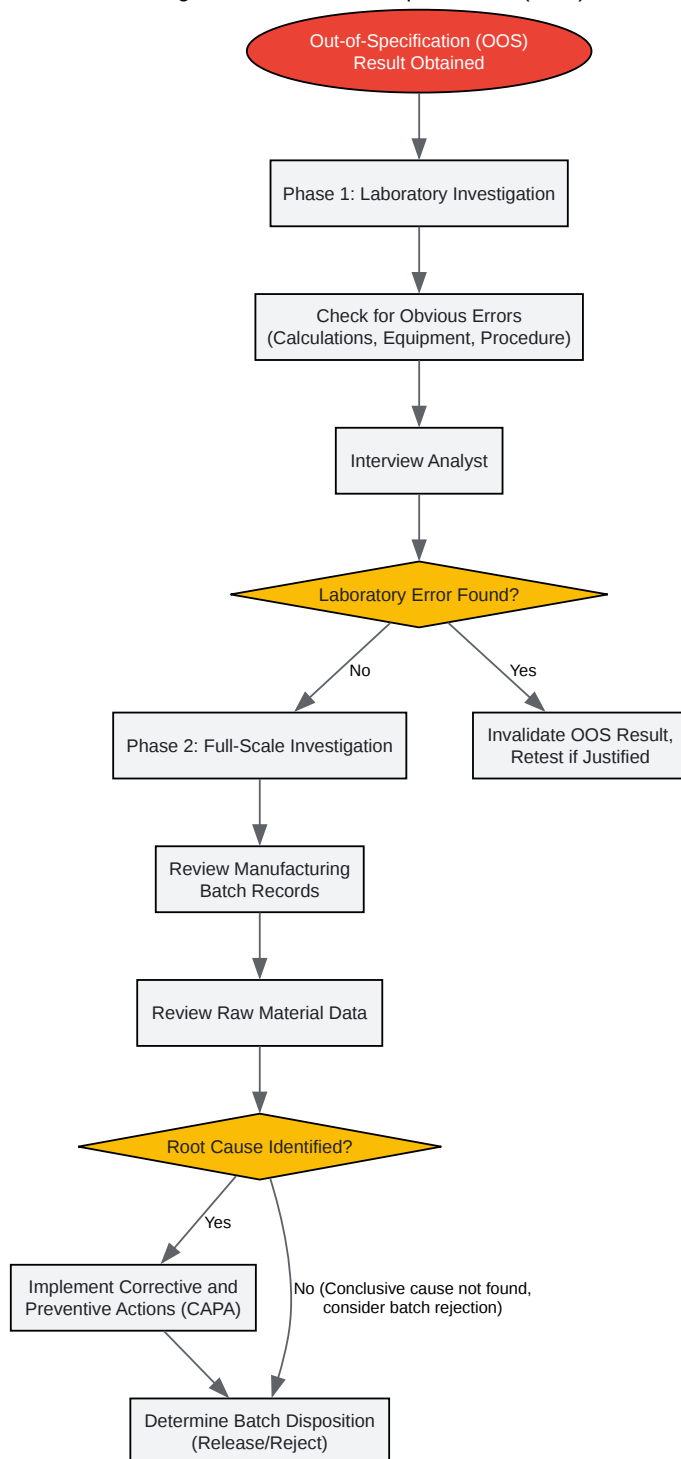 Out-of-Specification (OOS)
Result Obtained
Phase 1: Laboratory Investigation
Check for Obvious Errors
(Calculations, Equipment, Procedure)
Interview Analyst
Laboratory Error Found?
No
Yes
Phase 2: Full-Scale Investigation
Invalidate OOS Result,
Retest if Justified
Review Manufacturing
Batch Records
Review Raw Material Data
Root Cause Identified?
Yes
No (Conclusive cause not found,
consider batch rejection)
Implement Corrective and
Preventive Actions (CAPA)
Determine Batch Disposition
(Release/Reject)